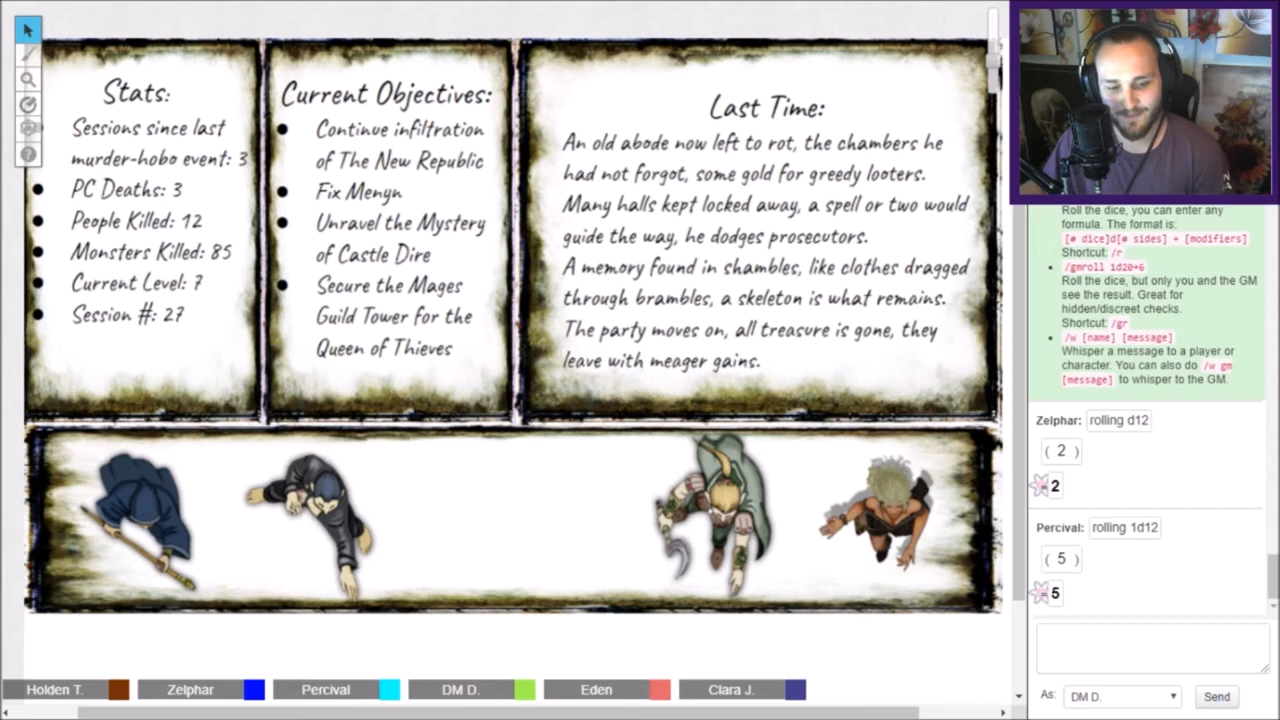 Stats:
Sessions since last
murder-hobo event: 3
PC Deaths: 3
People Killed: 12
Monsters Killed: 85
Current Level: 7
Session #: 27
Current Objectives:
Continue infiltration
of The New Republic
Fix Menyn
Unravel the Mystery
of Castle Dire
Secure the Mages
Guild Tower for the
Queen of Thieves
Last Time:
An old abode now left to rot, the chambers he
had not forgot, some gold for greedy looters.
Many halls kept locked away, a spell or two would
guide the way, he dodges prosecutors.
A memory found in shambles, like clothes dragged
through brambles, a skeleton is what remains.
The party moves on, all treasure is gone, they
leave with meager gains.
Roll the dice, you can enter any
formula. The format is:
[# dice]d[# sides] + [modifiers]
Shortcut: /r
/gmroll 1d20+6
Roll the dice, but only you and the GM
see the result. Great for
hidden/discreet checks.
Shortcut: /gr
/w [name] [message]
Whisper a message to a player or
character. You can also do /w gm
[message] to whisper to the GM.
Zelphar: rolling d12
( 2 )
2
Percival: rolling 1d12
( 5 )
5
As: DM D. Send
Holden T. Zelphar Percival DM D. Eden Clara J.